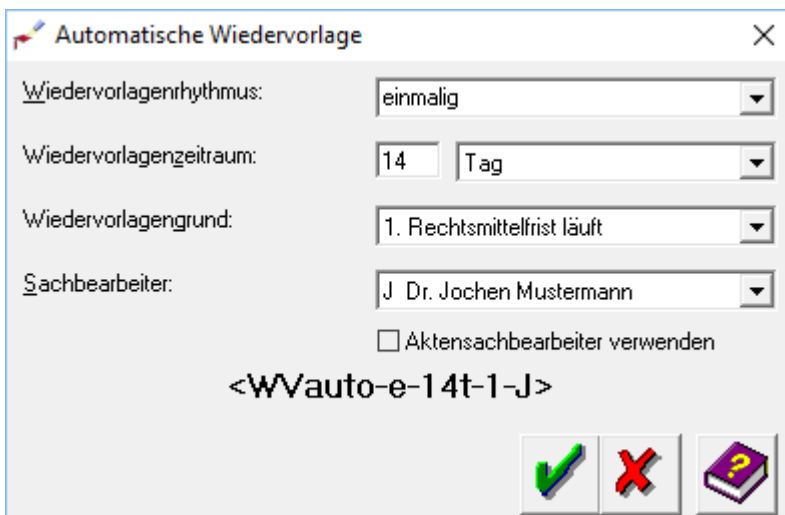 Automatische Wiedervorlage
Wiedervorlagenrhythmus: einmalig
Wiedervorlagenzeitraum: 14 Tag
Wiedervorlagengrund: 1. Rechtsmittelfrist läuft
Sachbearbeiter: J Dr. Jochen Mustermann
Aktensachbearbeiter verwenden
<WVauto-e-14t-1-J>
?